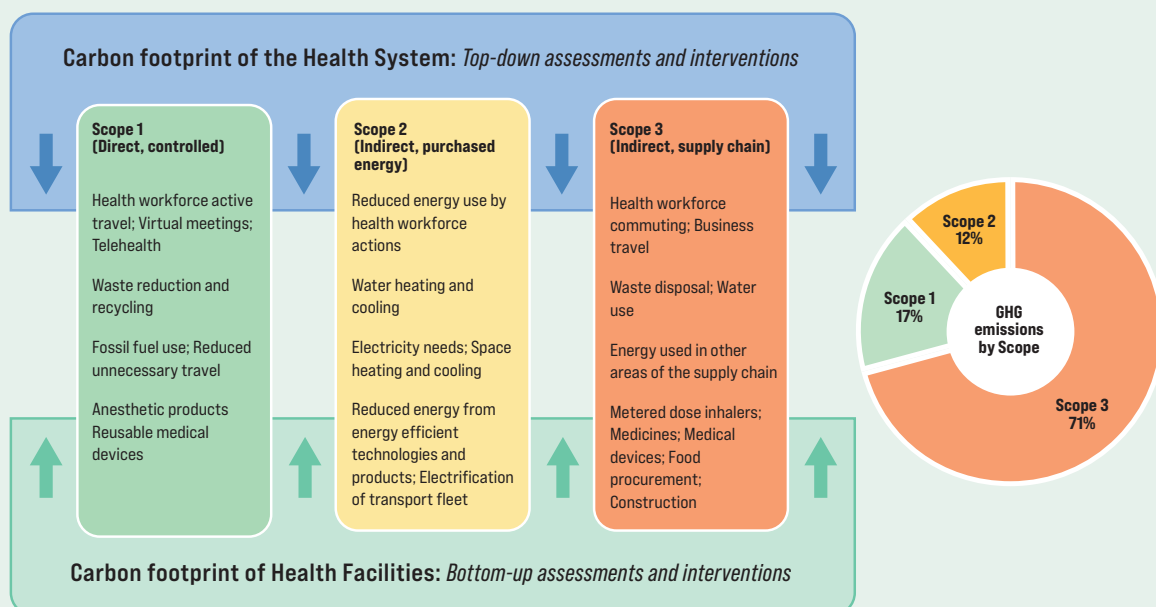 Carbon footprint of the Health System: Top-down assessments and interventions
Scope 1
(Direct, controlled)
Health workforce active
travel; Virtual meetings;
Telehealth
Waste reduction and
recycling
Fossil fuel use; Reduced
unnecessary travel
Anesthetic products
Reusable medical
devices
Scope 2
(Indirect, purchased
energy)
Reduced energy use by
health workforce
actions
Water heating and
cooling
Electricity needs; Space
heating and cooling
Reduced energy from
energy efficient
technologies and
products; Electrification
of transport fleet
Scope 3
(Indirect, supply chain)
Health workforce
commuting; Business
travel
Waste disposal; Water
use
Energy used in other
areas of the supply chain
Metered dose inhalers;
Medicines; Medical
devices; Food
procurement;
Construction
Carbon footprint of Health Facilities: Bottom-up assessments and interventions
Scope 2
12%
Scope 1
17%
GHG
emissions
by Scope
Scope 3
71%